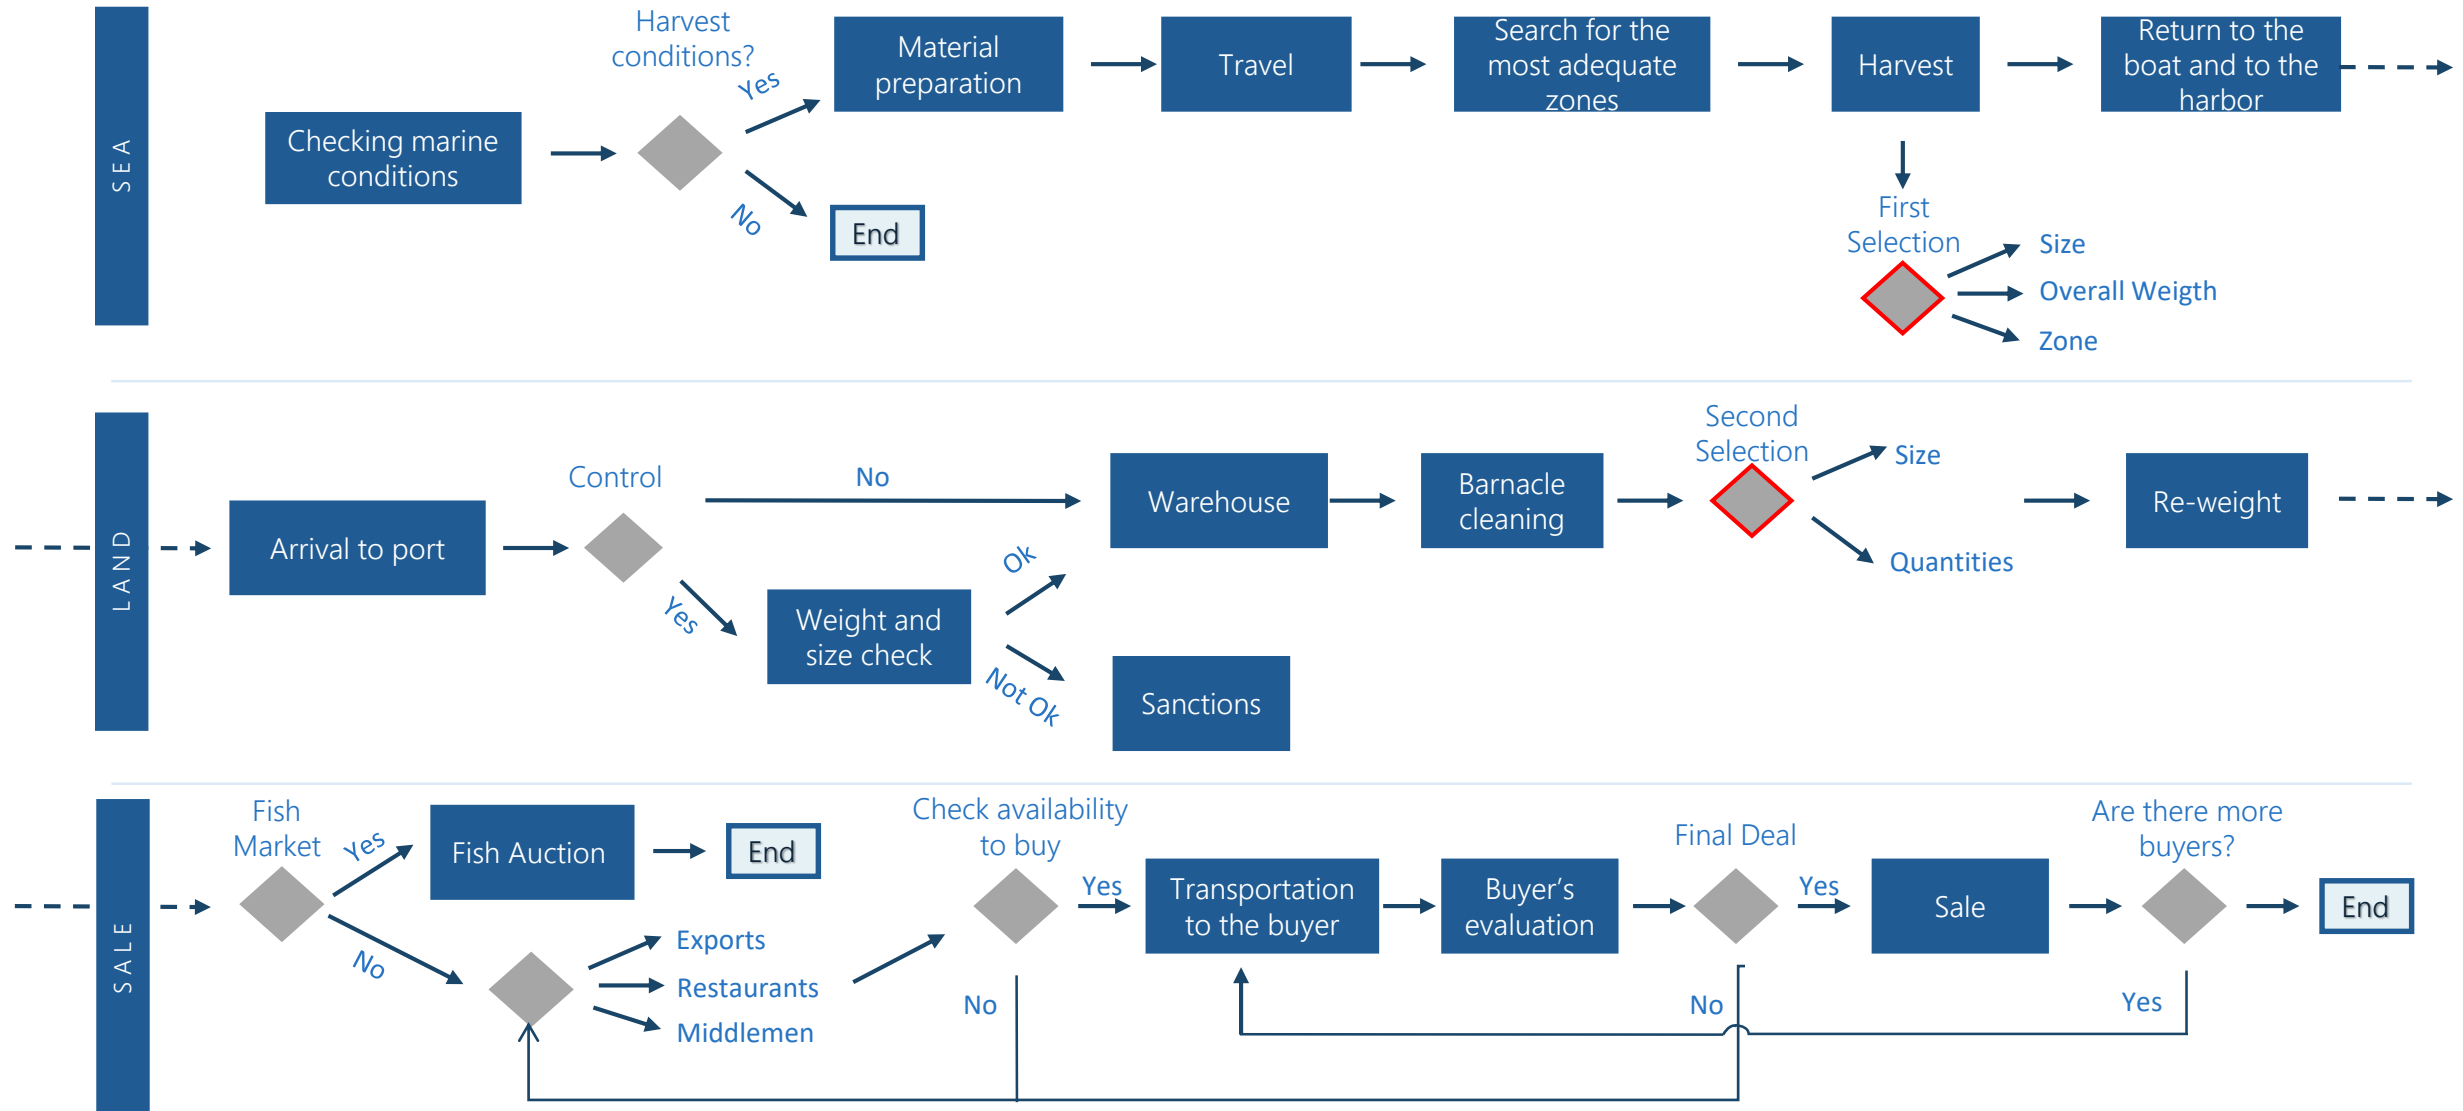 SEA
Harvest
conditions?
Yes
No
Checking marine
conditions
End
Material
preparation
Travel
Search for the
most adequate
zones
Harvest
Return to the
boat and to the
harbor
First
Selection
Size
Overall Weigth
Zone
LAND
Arrival to port
Control
No
Yes
Weight and
size check
Ok
Not Ok
Warehouse
Sanctions
Barnacle
cleaning
Second
Selection
Size
Quantities
Re-weight
SALE
Fish
Market
Yes
No
Fish Auction
End
Exports
Restaurants
Middlemen
Check availability
to buy
Yes
No
Transportation
to the buyer
Buyer’s
evaluation
Final Deal
Yes
No
Sale
Are there more
buyers?
Yes
End